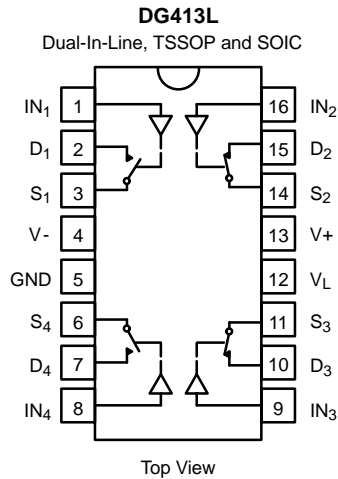 DG413L
Dual-In-Line, TSSOP and SOIC
IN1 1 16 IN2
D1 2 15 D2
S1 3 14 S2
V- 4 13 V+
GND 5 12 VL
S4 6 11 S3
D4 7 10 D3
IN4 8 9 IN3
Top View